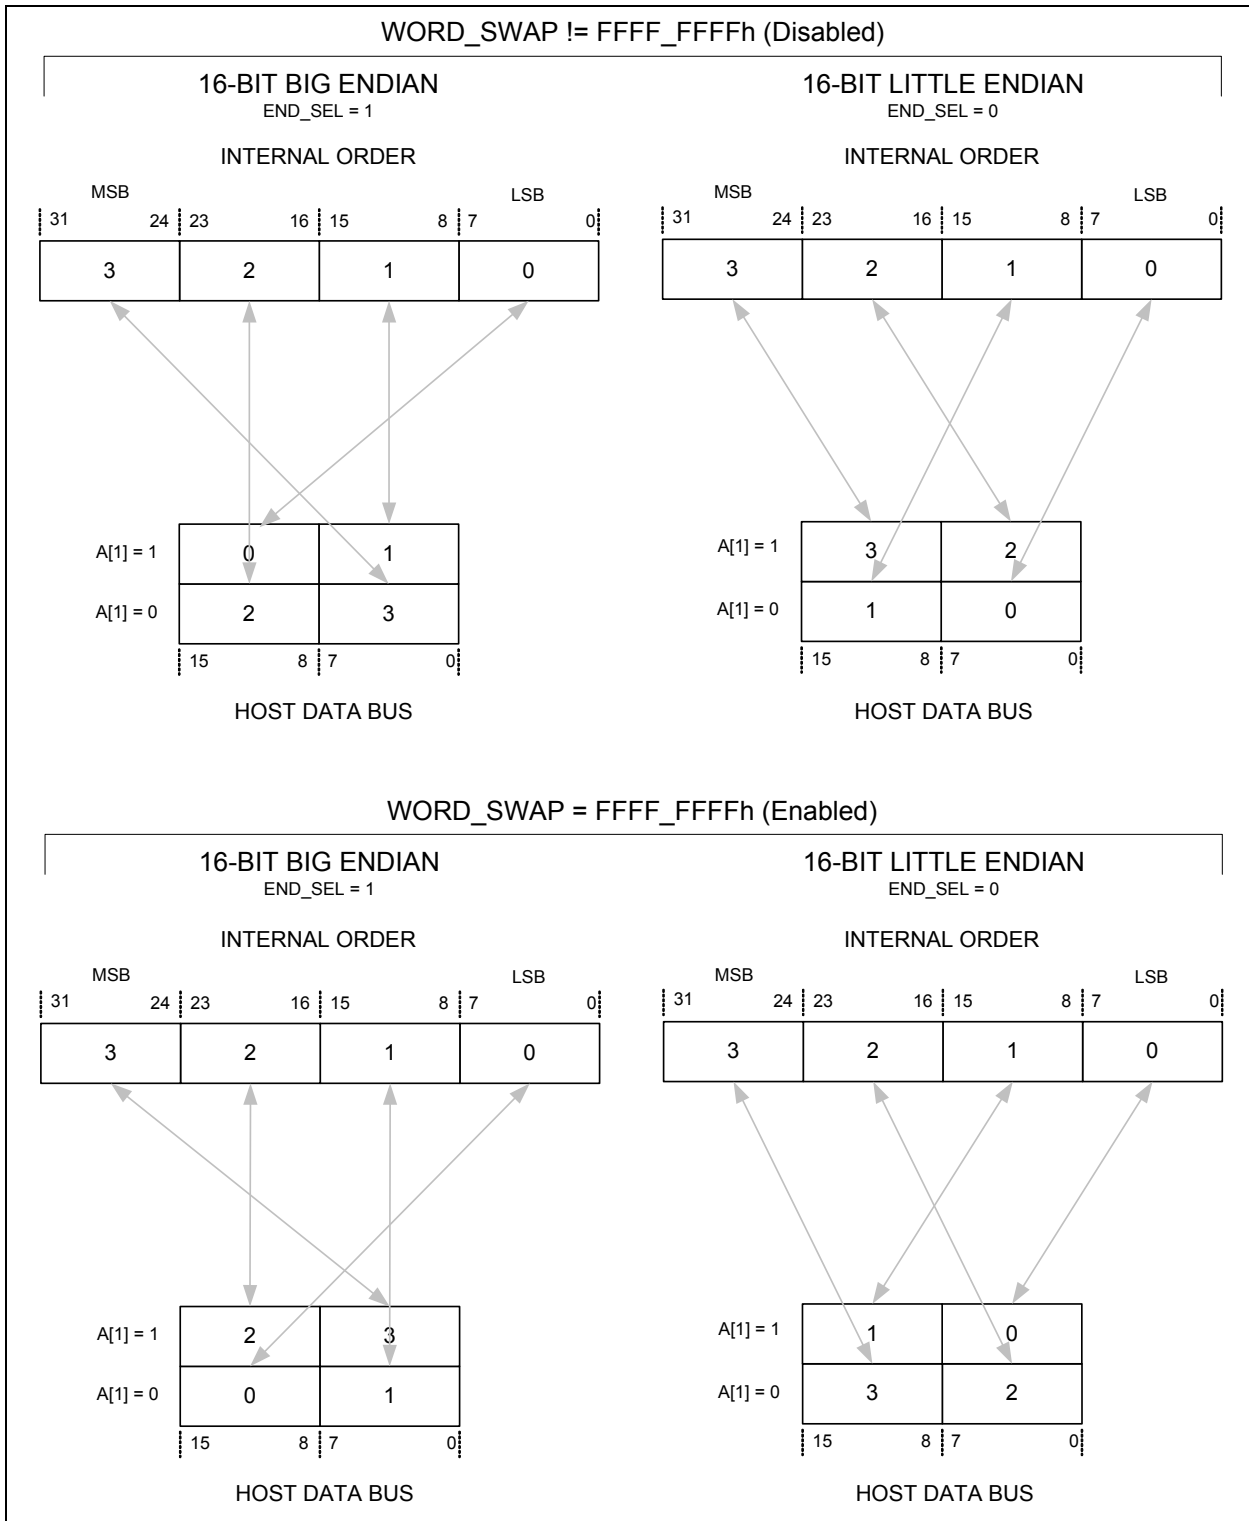 WORD_SWAP != FFFF_FFFFh (Disabled)
16-BIT BIG ENDIAN
END_SEL = 1
INTERNAL ORDER
MSB LSB
31 24 23 16 15 8 7 0
3 2 1 0
A[1] = 1 0 1
A[1] = 0 2 3
15 8 7 0
HOST DATA BUS
16-BIT LITTLE ENDIAN
END_SEL = 0
INTERNAL ORDER
MSB LSB
31 24 23 16 15 8 7 0
3 2 1 0
A[1] = 1 3 2
A[1] = 0 1 0
15 8 7 0
HOST DATA BUS
WORD_SWAP = FFFF_FFFFh (Enabled)
16-BIT BIG ENDIAN
END_SEL = 1
INTERNAL ORDER
MSB LSB
31 24 23 16 15 8 7 0
3 2 1 0
A[1] = 1 2 3
A[1] = 0 0 1
15 8 7 0
HOST DATA BUS
16-BIT LITTLE ENDIAN
END_SEL = 0
INTERNAL ORDER
MSB LSB
31 24 23 16 15 8 7 0
3 2 1 0
A[1] = 1 1 0
A[1] = 0 3 2
15 8 7 0
HOST DATA BUS